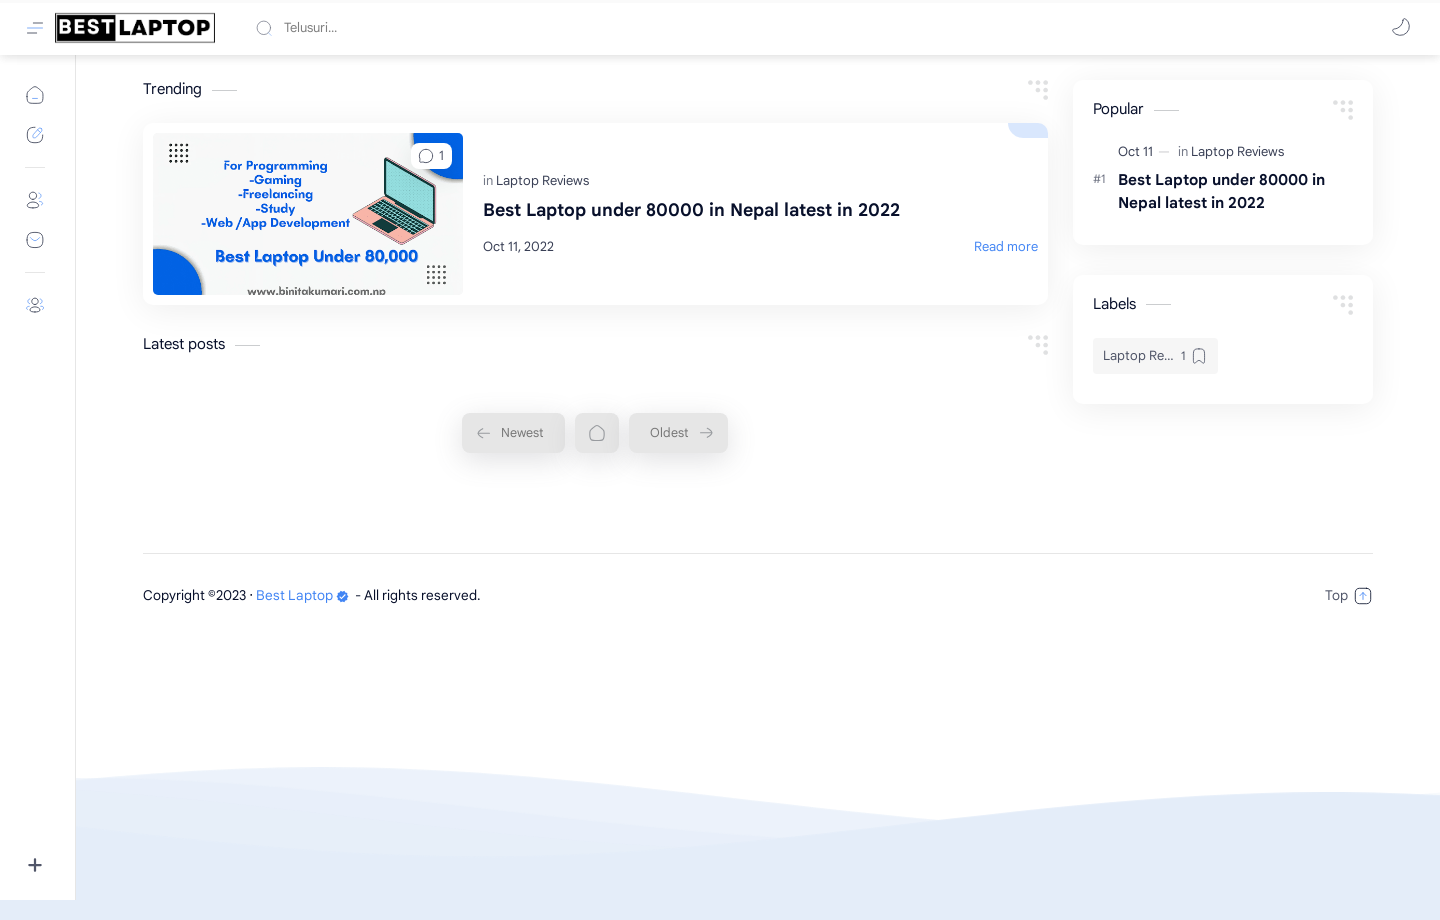 BEST LAPTOP
Telusuri...
Trending
For Programming
-Gaming
-Freelancing
-Study
-Web /App Development
Best Laptop Under 80,000
www.binitakumari.com.np
1
in Laptop Reviews
Best Laptop under 80000 in Nepal latest in 2022
Oct 11, 2022
Read more
Latest posts
Newest
Oldest
Popular
Oct 11
in Laptop Reviews
#1
Best Laptop under 80000 in
Nepal latest in 2022
Labels
Laptop Re... 1
Copyright ©2023 · Best Laptop - All rights reserved.
Top